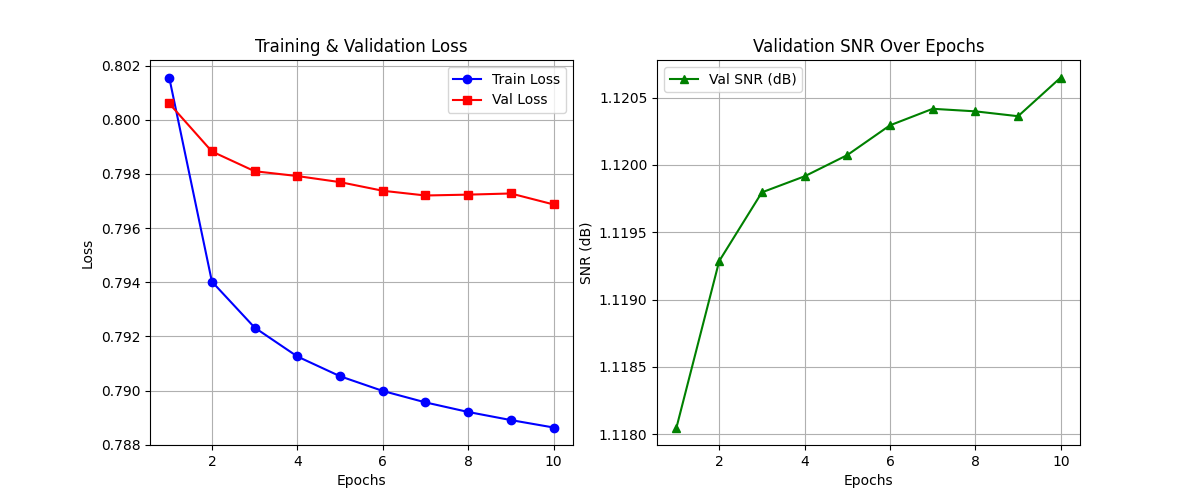 Training & Validation Loss
Train Loss
Val Loss
0.802
0.800
0.798
0.796
0.794
0.792
0.790
0.788
Loss
2
4
6
8
10
Epochs
Validation SNR Over Epochs
Val SNR (dB)
1.1205
1.1200
1.1195
1.1190
1.1185
1.1180
SNR (dB)
2
4
6
8
10
Epochs